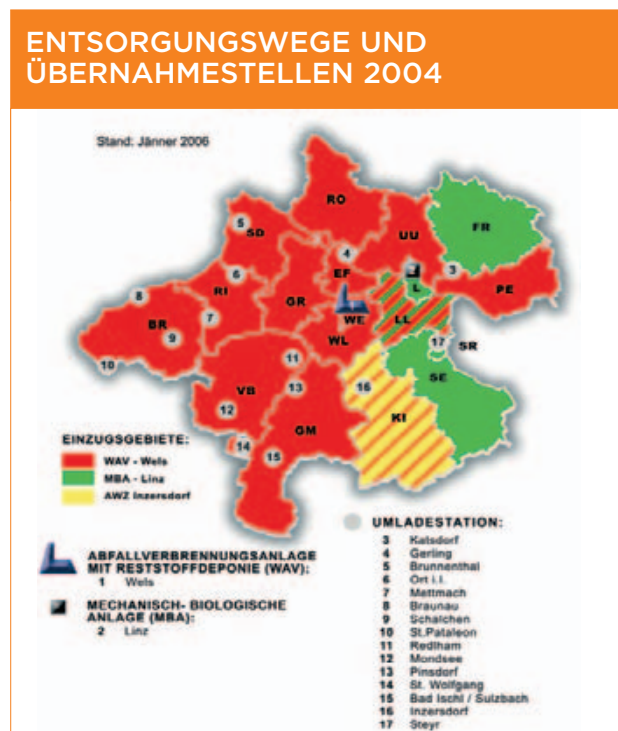 ENTSORGUNGSWEGE UND
ÜBERNAHMESTELLEN 2004
Stand: Jänner 2006
RO
5
SD
FR
UU
4
EF
3
6
RI
L
PE
GR
8
7
WE
BR
9
LL
WL
17
SR
10
11
SE
VB
13
16
12
KI
GM
14
15
EINZUGSGEBIETE:
WAV - Wels
MBA - Linz
AWZ Inzersdorf
ABFALLVERBRENNUNGSANLAGE
MIT RESTSTOFFDEPONIE (WAV):
1 Wels
MECHANISCH- BIOLOGISCHE
ANLAGE (MBA):
2 Linz
UMLADESTATION:
3 Katsdorf
4 Gerling
5 Brunnenthal
6 Ort i.I.
7 Mettmach
8 Braunau
9 Schalchen
10 St.Pataleon
11 Redlham
12 Mondsee
13 Pinsdorf
14 St. Wolfgang
15 Bad Ischl / Sulzbach
16 Inzersdorf
17 Steyr